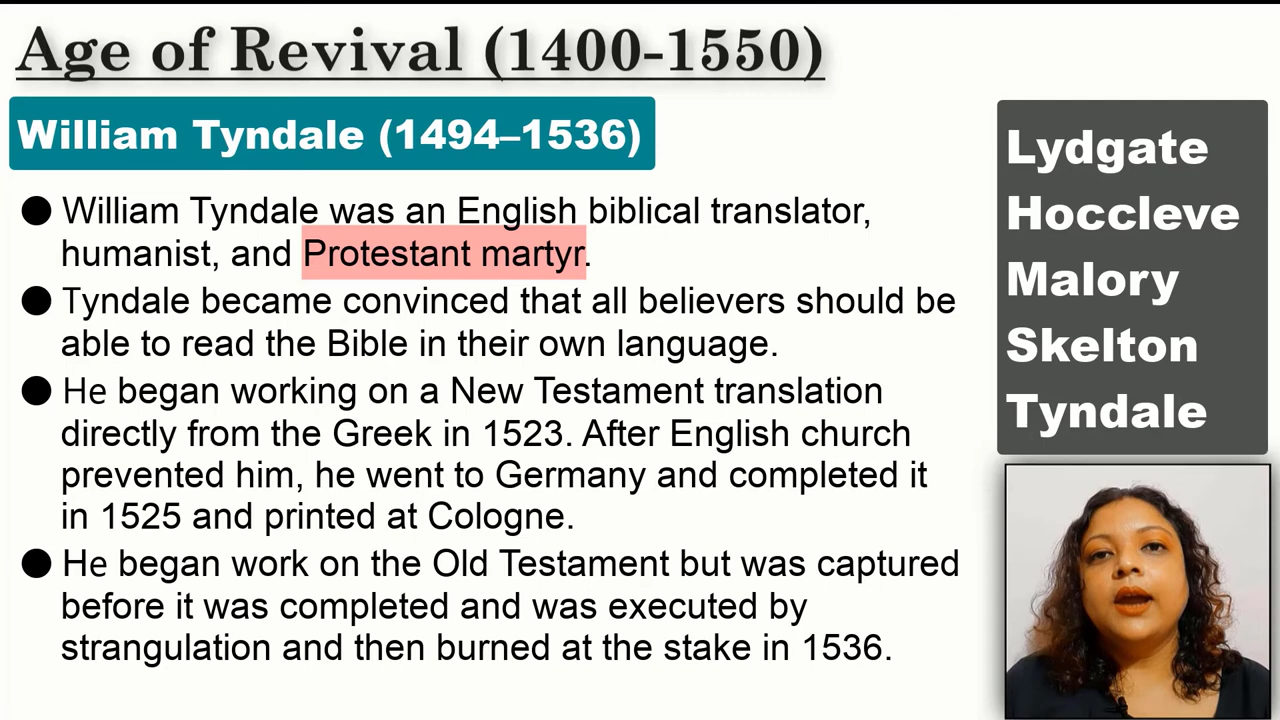 Age of Revival (1400-1550)
William Tyndale (1494–1536)
● William Tyndale was an English biblical translator,
humanist, and Protestant martyr.
● Tyndale became convinced that all believers should be
able to read the Bible in their own language.
● He began working on a New Testament translation
directly from the Greek in 1523. After English church
prevented him, he went to Germany and completed it
in 1525 and printed at Cologne.
● He began work on the Old Testament but was captured
before it was completed and was executed by
strangulation and then burned at the stake in 1536.
Lydgate
Hoccleve
Malory
Skelton
Tyndale